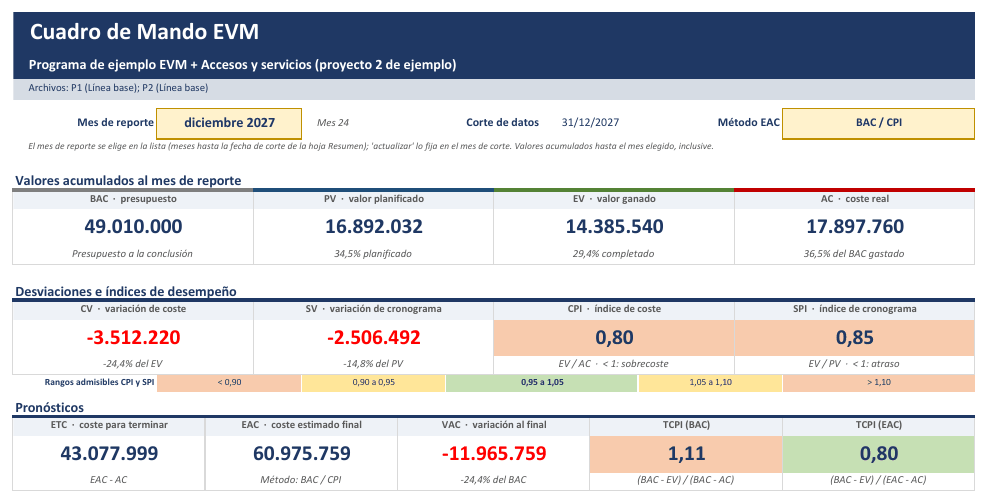 Cuadro de Mando EVM
Programa de ejemplo EVM + Accesos y servicios (proyecto 2 de ejemplo)
Archivos: P1 (Línea base); P2 (Línea base)
Mes de reporte diciembre 2027 Mes 24 Corte de datos 31/12/2027 Método EAC BAC / CPI
El mes de reporte se elige en la lista (meses hasta la fecha de corte de la hoja Resumen); 'actualizar' lo fija en el mes de corte. Valores acumulados hasta el mes elegido, inclusive.
Valores acumulados al mes de reporte
BAC · presupuesto PV · valor planificado EV · valor ganado AC · coste real
49.010.000 16.892.032 14.385.540 17.897.760
Presupuesto a la conclusión 34,5% planificado 29,4% completado 36,5% del BAC gastado
Desviaciones e índices de desempeño
CV · variación de coste SV · variación de cronograma CPI · índice de coste SPI · índice de cronograma
-3.512.220 -2.506.492 0,80 0,85
-24,4% del EV -14,8% del PV EV / AC · < 1: sobrecoste EV / PV · < 1: atraso
Rangos admisibles CPI y SPI < 0,90 0,90 a 0,95 0,95 a 1,05 1,05 a 1,10 > 1,10
Pronósticos
ETC · coste para terminar EAC · coste estimado final VAC · variación al final TCPI (BAC) TCPI (EAC)
43.077.999 60.975.759 -11.965.759 1,11 0,80
EAC - AC Método: BAC / CPI -24,4% del BAC (BAC - EV) / (BAC - AC) (BAC - EV) / (EAC - AC)